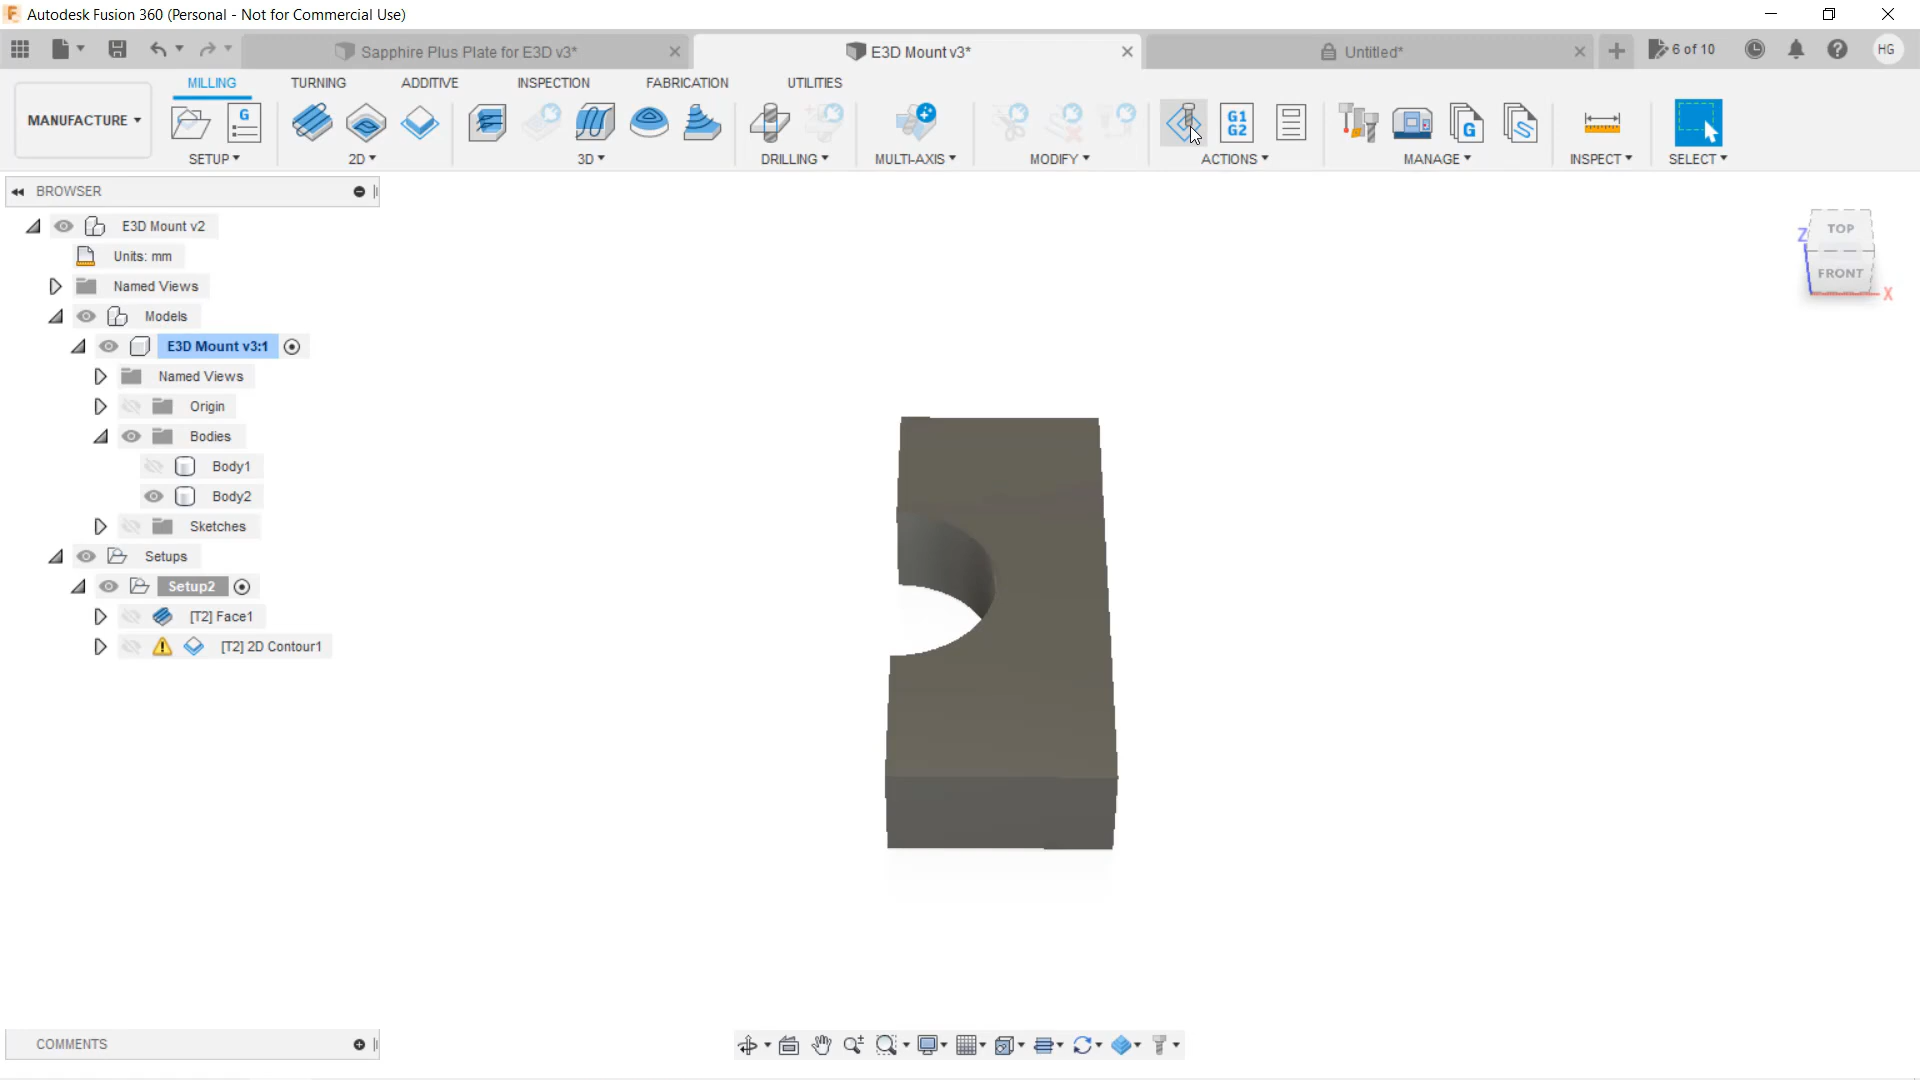 Autodesk Fusion 360 (Personal - Not for Commercial Use)
Sapphire Plus Plate for E3D v3*
E3D Mount v3*
Untitled*
6 of 10
HG
MANUFACTURE
MILLING
TURNING
ADDITIVE
INSPECTION
FABRICATION
UTILITIES
G
G1
G2
G
SETUP
2D
3D
DRILLING
MULTI-AXIS
MODIFY
ACTIONS
MANAGE
INSPECT
SELECT
BROWSER
E3D Mount v2
Units: mm
Named Views
Models
E3D Mount v3:1
Named Views
Origin
Bodies
Body1
Body2
Sketches
Setups
Setup2
[T2] Face1
[T2] 2D Contour1
TOP
Z
FRONT
X
COMMENTS